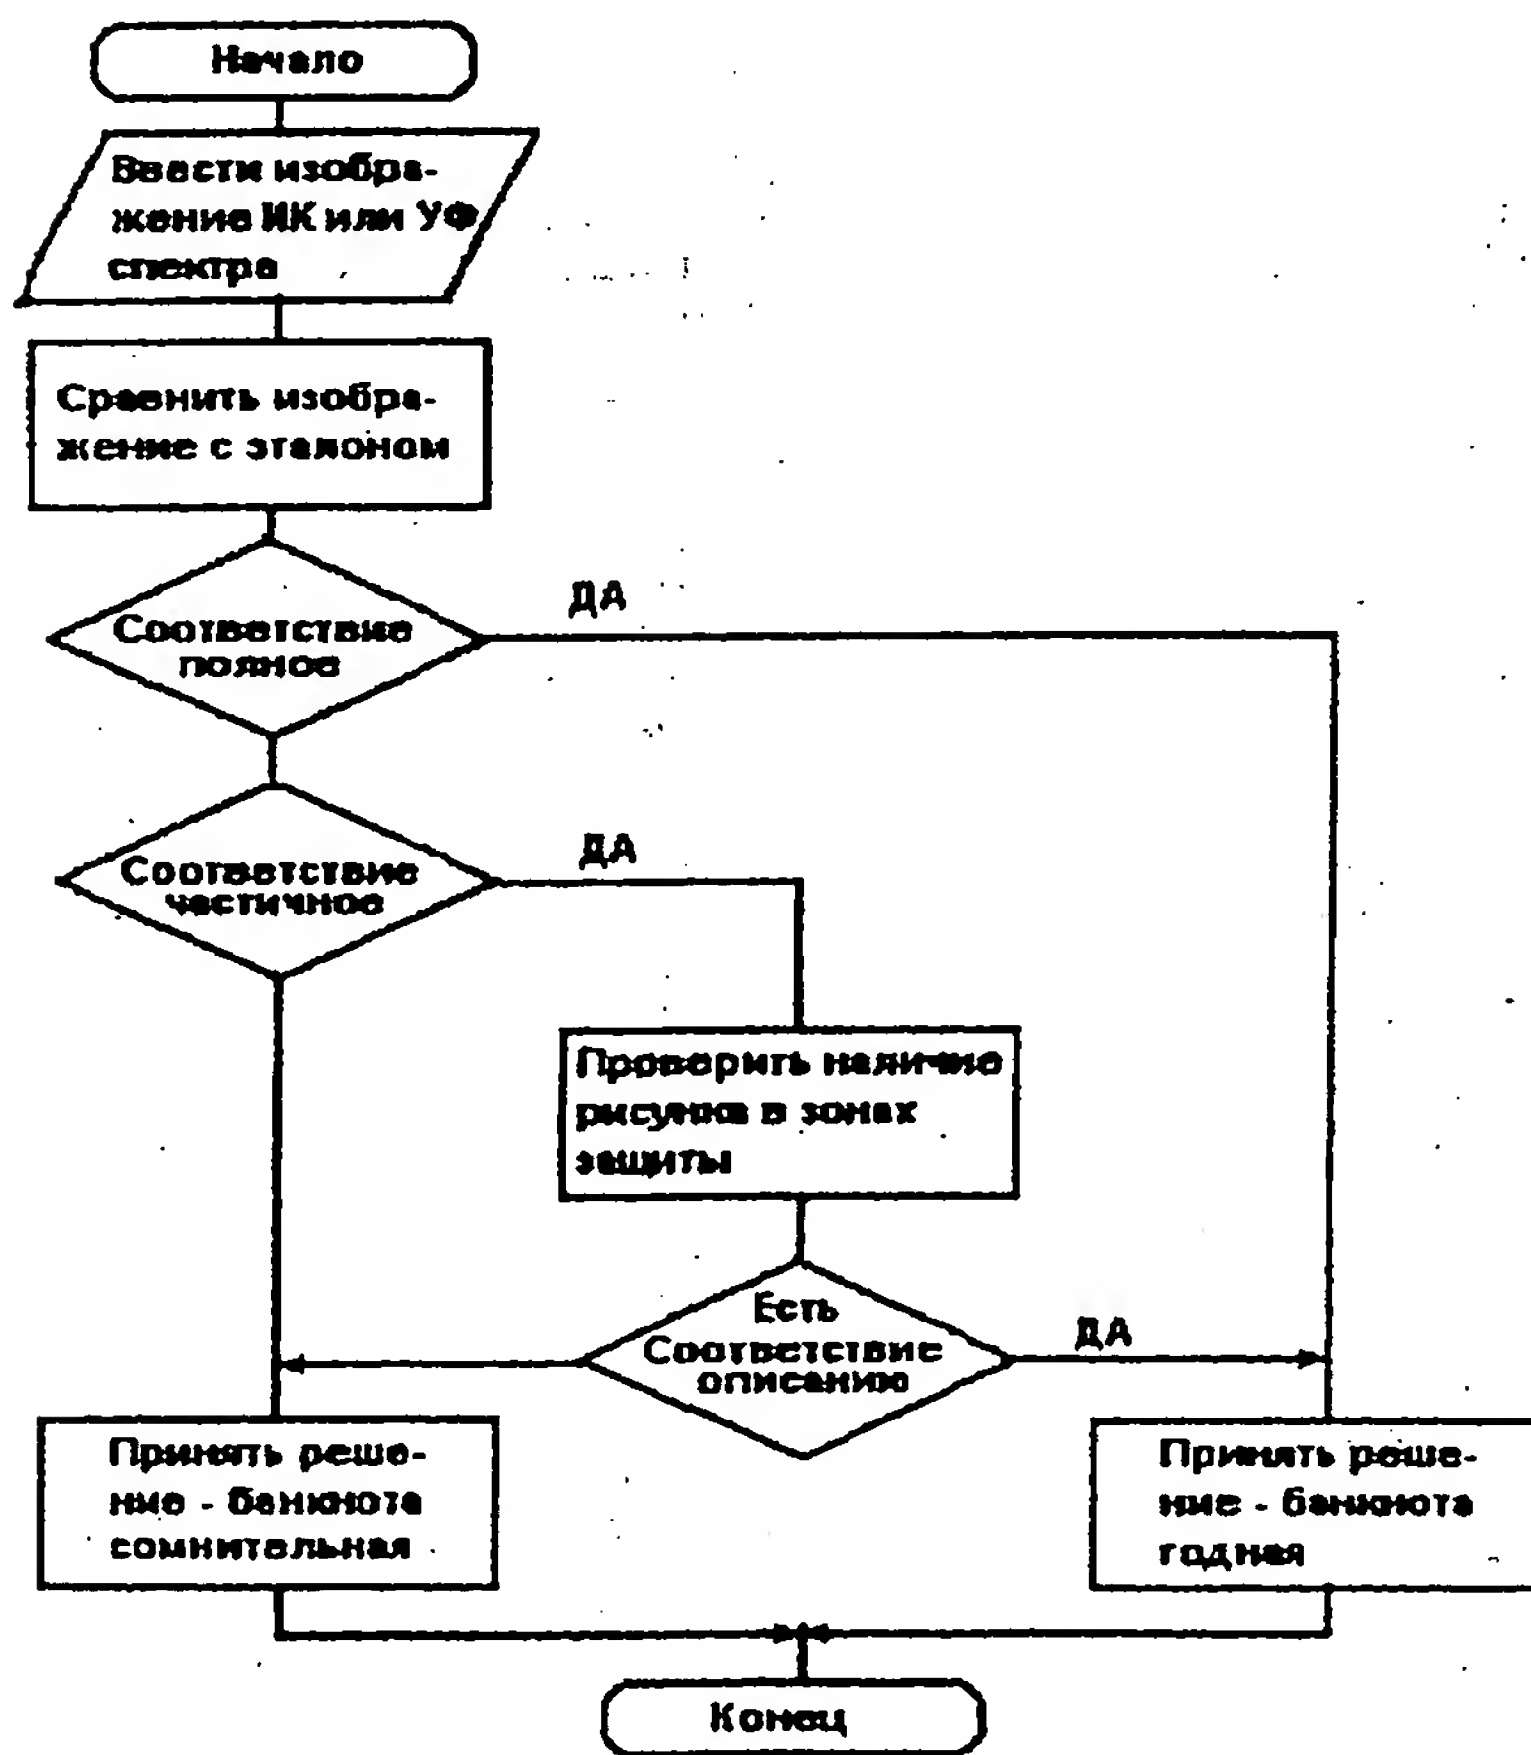 Начало
Ввести изобра-
жение ИК или УФ
спектра
Сравнить изобра-
жение с эталоном
ДА
Соответствие
полное
ДА
Соответствие
частичное
Проверить наличие
рисунка в зонах
защиты
Есть
Соответствие
описанию
ДА
Принять реше-
ние - банкнота
сомнительная
Принять реше-
ние - банкнота
годная
Конец